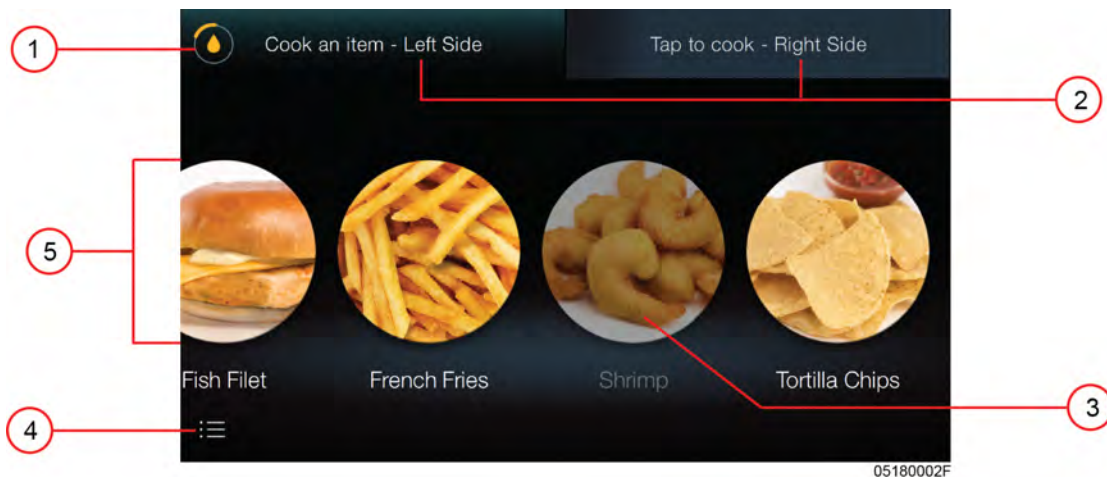 1
Cook an item - Left Side
Tap to cook - Right Side
2
5
Fish Filet
French Fries
Shrimp
Tortilla Chips
3
4
05180002F